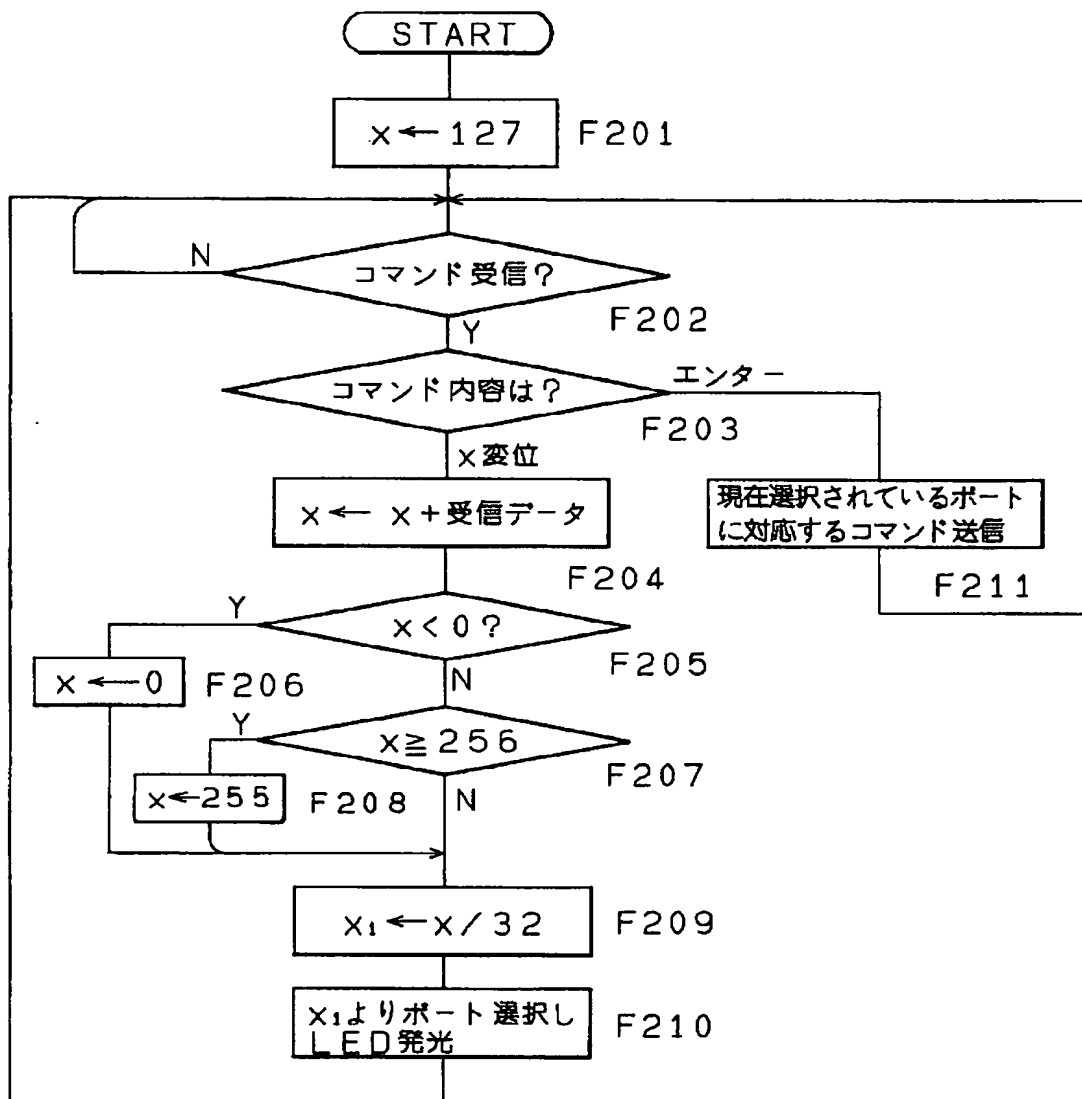 START
x←127
F201
N
コマンド受信?
F202
Y
コマンド内容は?
エンター
F203
x変位
x← x+受信データ
現在選択されているポート
に対応するコマンド送信
F204
F211
Y
x<0?
F205
x←0
F206
N
Y
x≧256
F207
x←255
F208
N
x₁←x/32
F209
x₁よりポート選択し
LED発光
F210